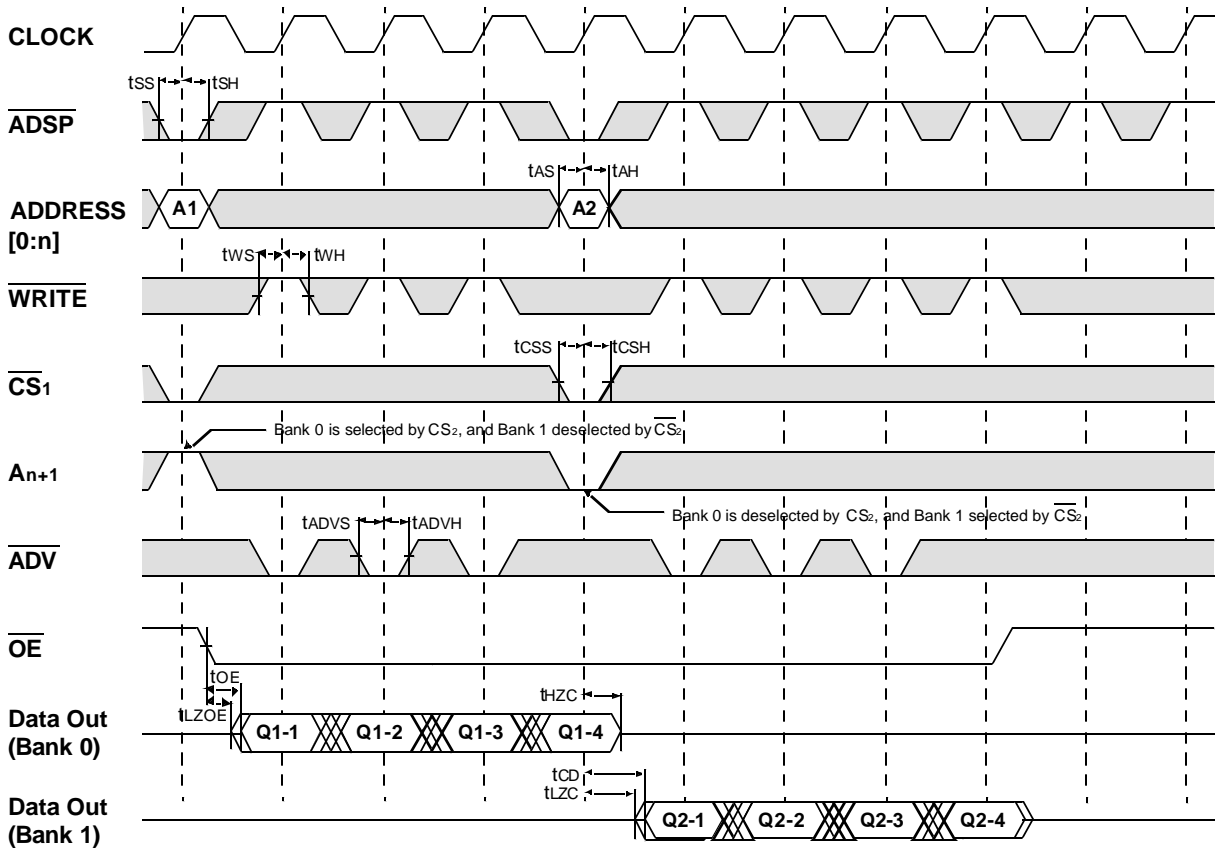 CLOCK
tSS tSH
ADSP
tAS tAH
ADDRESS
[0:n]
A1 A2
tWS tWH
WRITE
tCSS tCSH
CS1
Bank 0 is selected by CS2, and Bank 1 deselected by CS2
An+1
Bank 0 is deselected by CS2, and Bank 1 selected by CS2
tADVS tADVH
ADV
OE
tOE
tLZOE
tHZC
Data Out
(Bank 0)
Q1-1 Q1-2 Q1-3 Q1-4
tCD
tLZC
Data Out
(Bank 1)
Q2-1 Q2-2 Q2-3 Q2-4